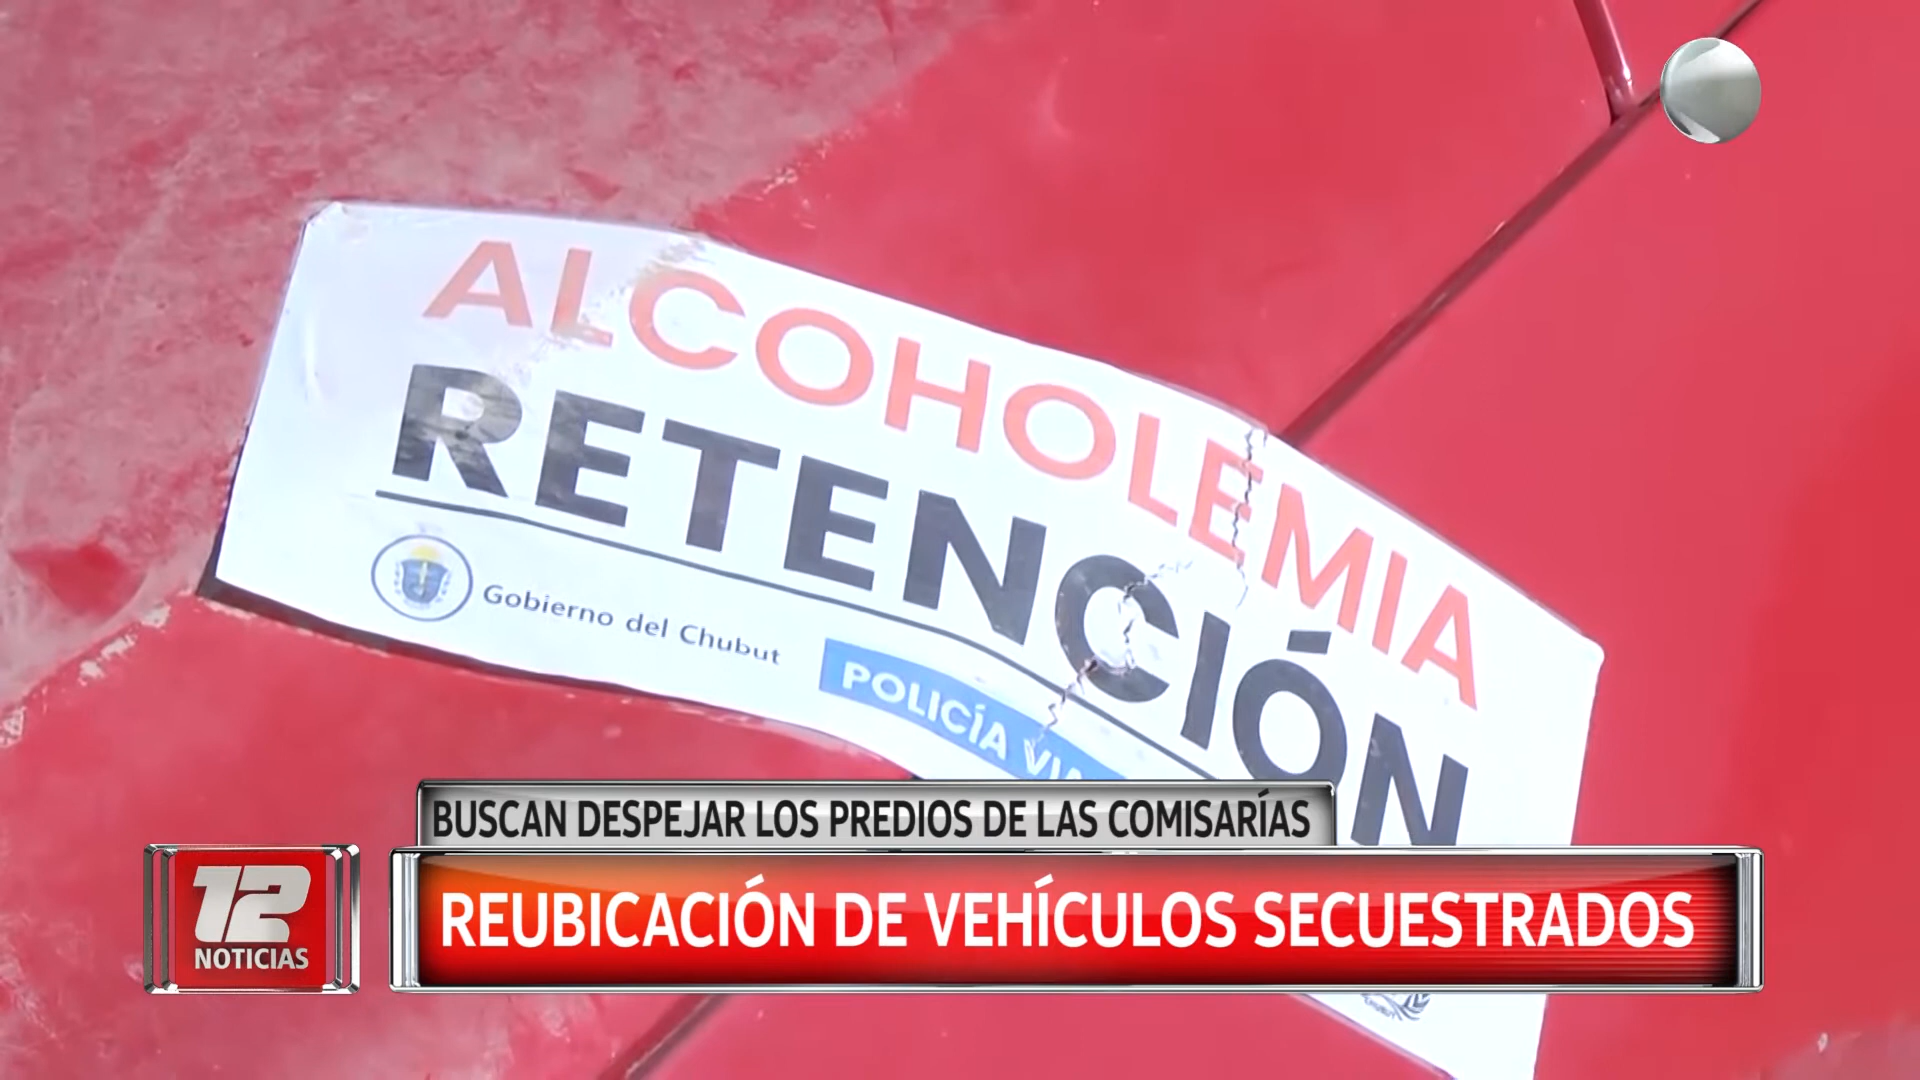 ALCOHOLEMIA
RETENCIÓN
Gobierno del Chubut
POLICÍA
BUSCAN DESPEJAR LOS PREDIOS DE LAS COMISARÍAS
REUBICACIÓN DE VEHÍCULOS SECUESTRADOS
12
NOTICIAS